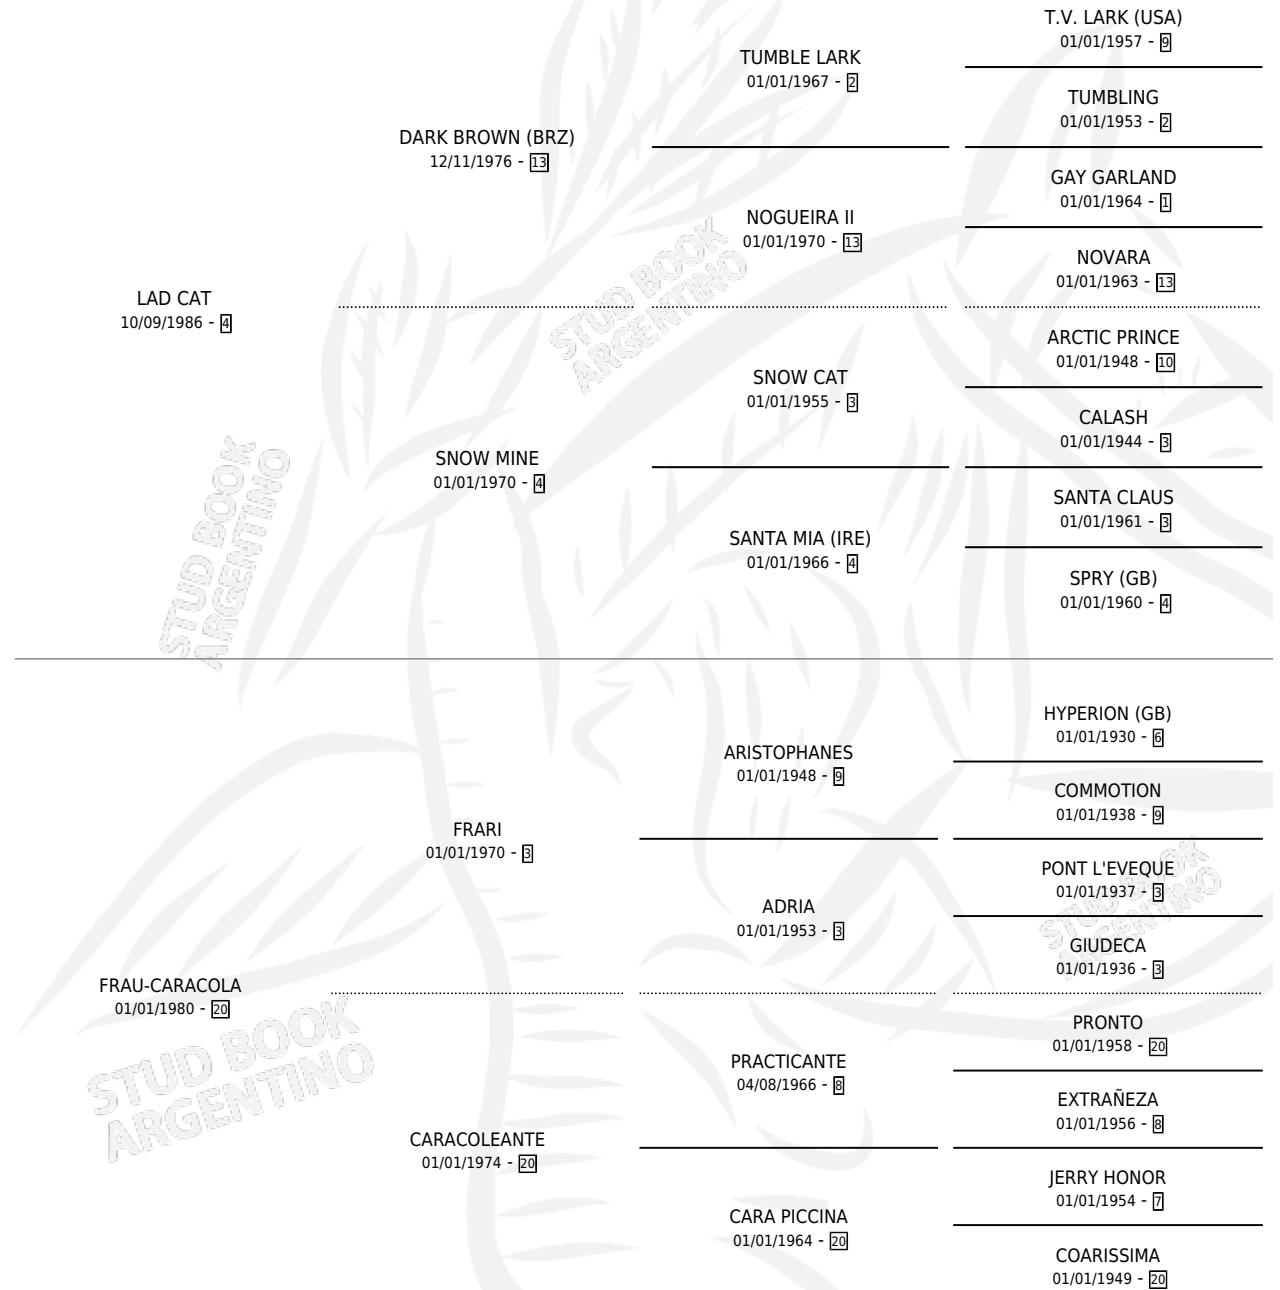 T.V. LARK (USA)
01/01/1957 - 9
TUMBLE LARK
01/01/1967 - 2
TUMBLING
01/01/1953 - 2
DARK BROWN (BRZ)
12/11/1976 - 13
GAY GARLAND
01/01/1964 - 1
NOGUEIRA II
01/01/1970 - 13
NOVARA
01/01/1963 - 13
LAD CAT
10/09/1986 - 4
ARCTIC PRINCE
01/01/1948 - 10
SNOW CAT
01/01/1955 - 3
CALASH
01/01/1944 - 3
SNOW MINE
01/01/1970 - 4
SANTA CLAUS
01/01/1961 - 3
SANTA MIA (IRE)
01/01/1966 - 4
SPRY (GB)
01/01/1960 - 4
HYPERION (GB)
01/01/1930 - 6
ARISTOPHANES
01/01/1948 - 9
COMMOTION
01/01/1938 - 9
FRARI
01/01/1970 - 3
PONT L'EVEQUE
01/01/1937 - 3
ADRIA
01/01/1953 - 3
GIUDECA
01/01/1936 - 3
FRAU-CARACOLA
01/01/1980 - 20
PRONTO
01/01/1958 - 20
PRACTICANTE
04/08/1966 - 8
EXTRAÑEZA
01/01/1956 - 8
CARACOLEANTE
01/01/1974 - 20
JERRY HONOR
01/01/1954 - 7
CARA PICCINA
01/01/1964 - 20
COARISSIMA
01/01/1949 - 20
STUD BOOK
ARGENTINO
STUD BOOK
ARGENTINO
STUD BOOK
ARGENTINO
STUD BOOK
ARGENTINO